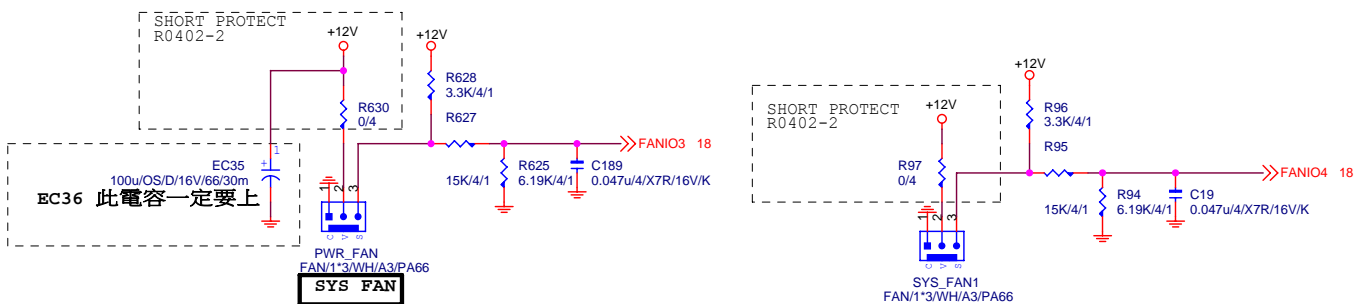 SHORT PROTECT
R0402-2
+12V
R630
0/4
+12V
R628
3.3K/4/1
R627
15K/4/1
R625
6.19K/4/1
C189
0.047u/4/X7R/16V/K
FANIO3 18
1
EC35
100u/OS/D/16V/66/30m
EC36 此電容一定要上
1
2
3
C
V
S
PWR_FAN
FAN/1*3/WH/A3/PA66
SYS FAN
SHORT PROTECT
R0402-2
+12V
R97
0/4
+12V
R96
3.3K/4/1
R95
15K/4/1
R94
6.19K/4/1
C19
0.047u/4/X7R/16V/K
FANIO4 18
1
2
3
C
V
S
SYS_FAN1
FAN/1*3/WH/A3/PA66